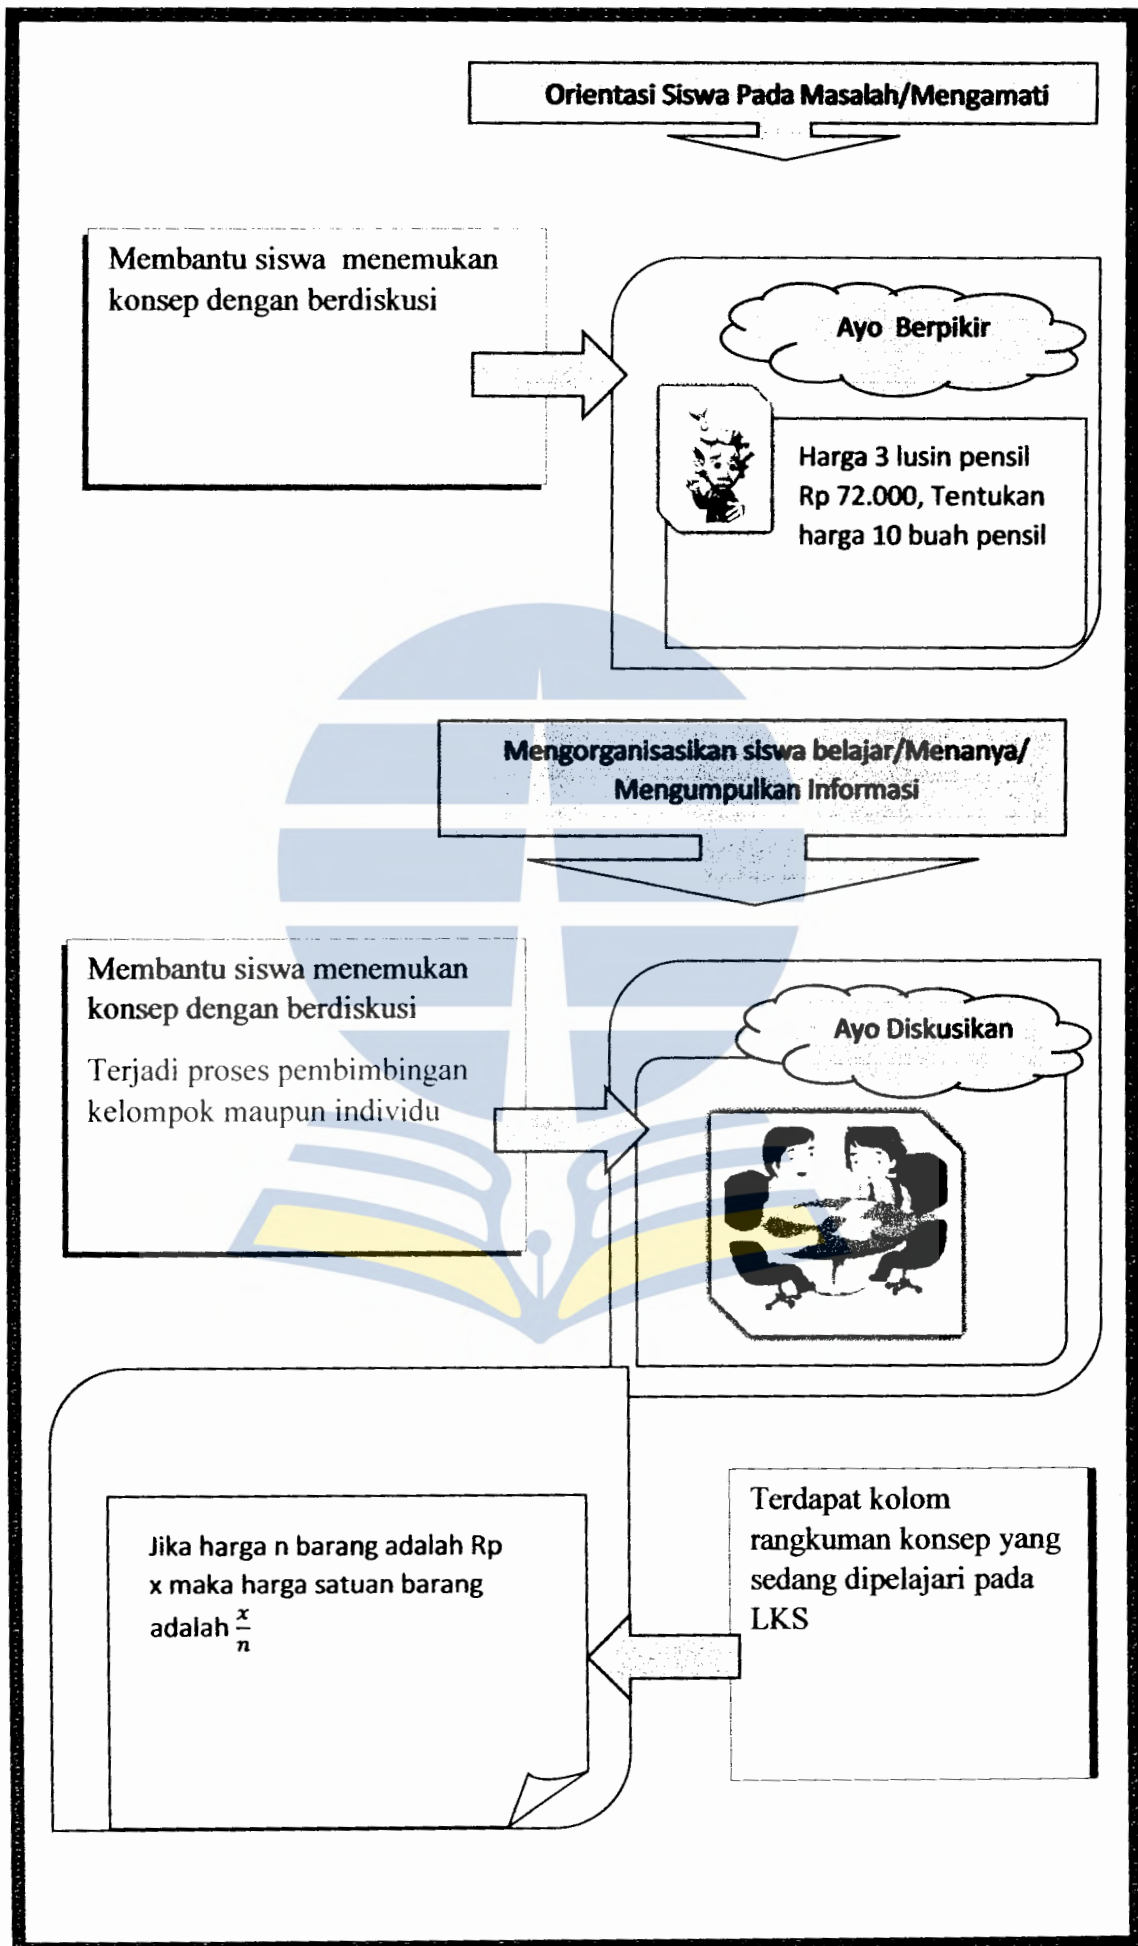 Orientasi Siswa Pada Masalah/Mengamati
Membantu siswa menemukan
konsep dengan berdiskusi
Ayo Berpikir
Harga 3 lusin pensil
Rp 72.000, Tentukan
harga 10 buah pensil
Mengorganisasikan siswa belajar/Menanya/
Mengumpulkan Informasi
Membantu siswa menemukan
konsep dengan berdiskusi
Terjadi proses pembimbingan
kelompok maupun individu
Ayo Diskusikan
Jika harga n barang adalah Rp
x maka harga satuan barang
adalah x/n
Terdapat kolom
rangkuman konsep yang
sedang dipelajari pada
LKS